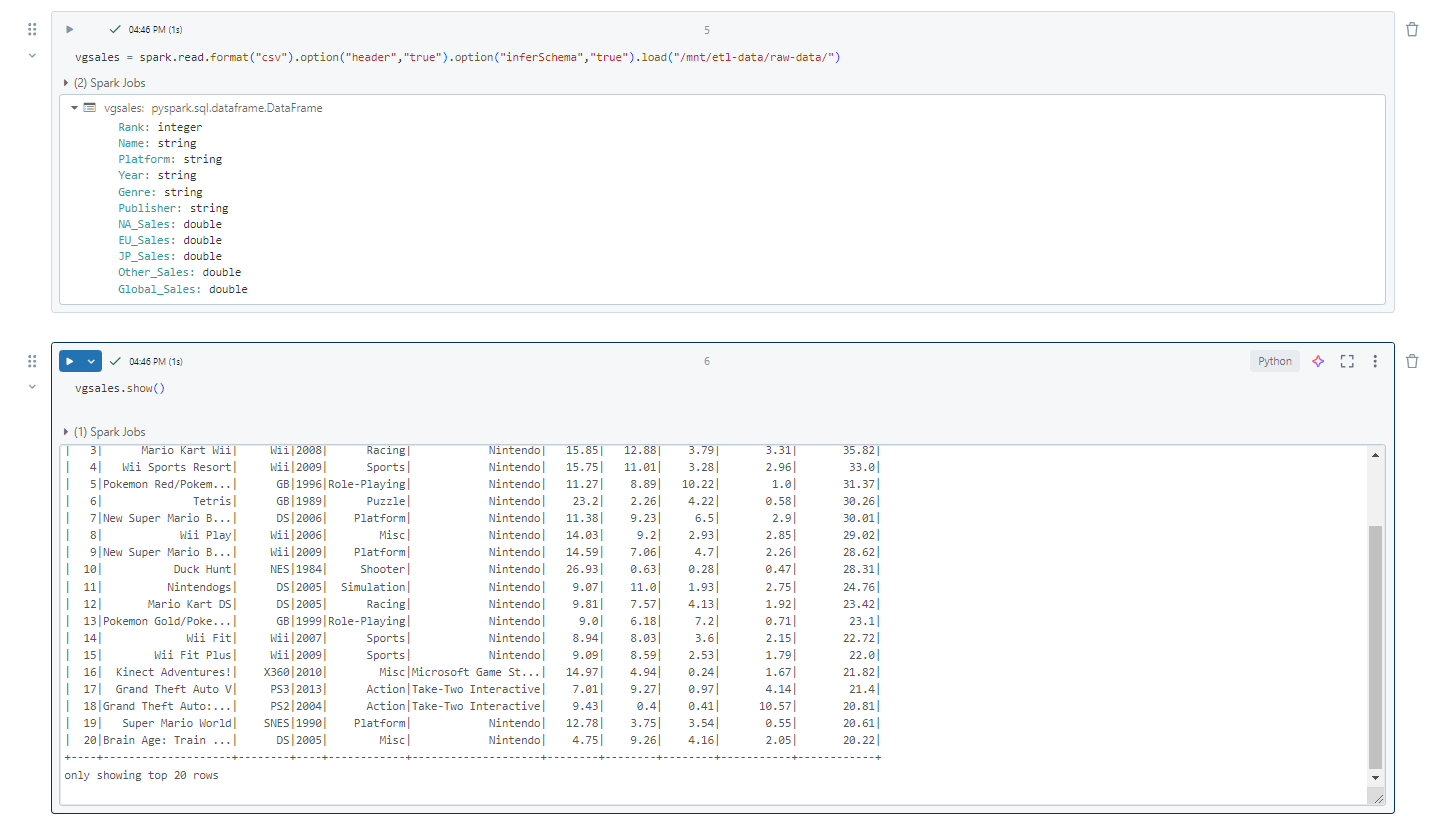 04:46 PM (1s)
5
vgsales = spark.read.format("csv").option("header","true").option("inferSchema","true").load("/mnt/etl-data/raw-data/")
(2) Spark Jobs
vgsales: pyspark.sql.dataframe.DataFrame
Rank: integer
Name: string
Platform: string
Year: string
Genre: string
Publisher: string
NA_Sales: double
EU_Sales: double
JP_Sales: double
Other_Sales: double
Global_Sales: double
04:46 PM (1s)
6
Python
vgsales.show()
(1) Spark Jobs
|   3|       Mario Kart Wii|     Wii|2008|      Racing|            Nintendo|   15.85|   12.88|    3.79|       3.31|       35.82|
|   4|    Wii Sports Resort|     Wii|2009|      Sports|            Nintendo|   15.75|   11.01|    3.28|       2.96|        33.0|
|   5|Pokemon Red/Pokem...|      GB|1996|Role-Playing|            Nintendo|   11.27|    8.89|   10.22|        1.0|       31.37|
|   6|              Tetris|      GB|1989|      Puzzle|            Nintendo|    23.2|    2.26|    4.22|       0.58|       30.26|
|   7|New Super Mario B...|      DS|2006|    Platform|            Nintendo|   11.38|    9.23|     6.5|        2.9|       30.01|
|   8|            Wii Play|     Wii|2006|        Misc|            Nintendo|   14.03|     9.2|    2.93|       2.85|       29.02|
|   9|New Super Mario B...|     Wii|2009|    Platform|            Nintendo|   14.59|    7.06|     4.7|       2.26|       28.62|
|  10|           Duck Hunt|     NES|1984|     Shooter|            Nintendo|   26.93|    0.63|    0.28|       0.47|       28.31|
|  11|          Nintendogs|      DS|2005|  Simulation|            Nintendo|    9.07|    11.0|    1.93|       2.75|       24.76|
|  12|       Mario Kart DS|      DS|2005|      Racing|            Nintendo|    9.81|    7.57|    4.13|       1.92|       23.42|
|  13|Pokemon Gold/Poke...|      GB|1999|Role-Playing|            Nintendo|     9.0|    6.18|     7.2|       0.71|        23.1|
|  14|             Wii Fit|     Wii|2007|      Sports|            Nintendo|    8.94|    8.03|     3.6|       2.15|       22.72|
|  15|        Wii Fit Plus|     Wii|2009|      Sports|            Nintendo|    9.09|    8.59|    2.53|       1.79|        22.0|
|  16|  Kinect Adventures!|    X360|2010|        Misc|Microsoft Game St...|   14.97|    4.94|    0.24|       1.67|       21.82|
|  17|  Grand Theft Auto V|     PS3|2013|      Action|Take-Two Interactive|    7.01|    9.27|    0.97|       4.14|        21.4|
|  18|Grand Theft Auto:...|     PS2|2004|      Action|Take-Two Interactive|    9.43|     0.4|    0.41|      10.57|       20.81|
|  19|   Super Mario World|    SNES|1990|    Platform|            Nintendo|   12.78|    3.75|    3.54|       0.55|       20.61|
|  20|Brain Age: Train ...|      DS|2005|        Misc|            Nintendo|    4.75|    9.26|    4.16|       2.05|       20.22|
+----+--------------------+--------+----+------------+--------------------+--------+--------+--------+-----------+------------+
only showing top 20 rows